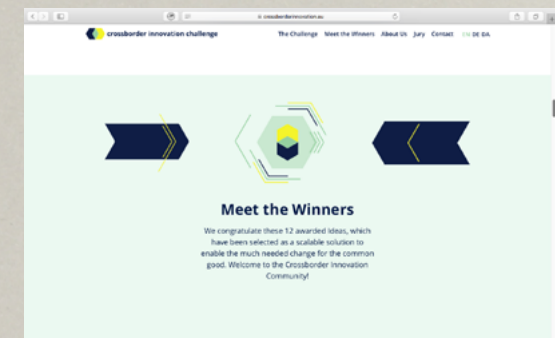 crossborderinnovation.eu
crossborder innovation challenge
The Challenge Meet the Winners About Us Jury Contact EN DE DA
Meet the Winners
We congratulate these 12 awarded ideas, which
have been selected as a scalable solution to
enable the much needed change for the common
good. Welcome to the Crossborder Innovation
Community!